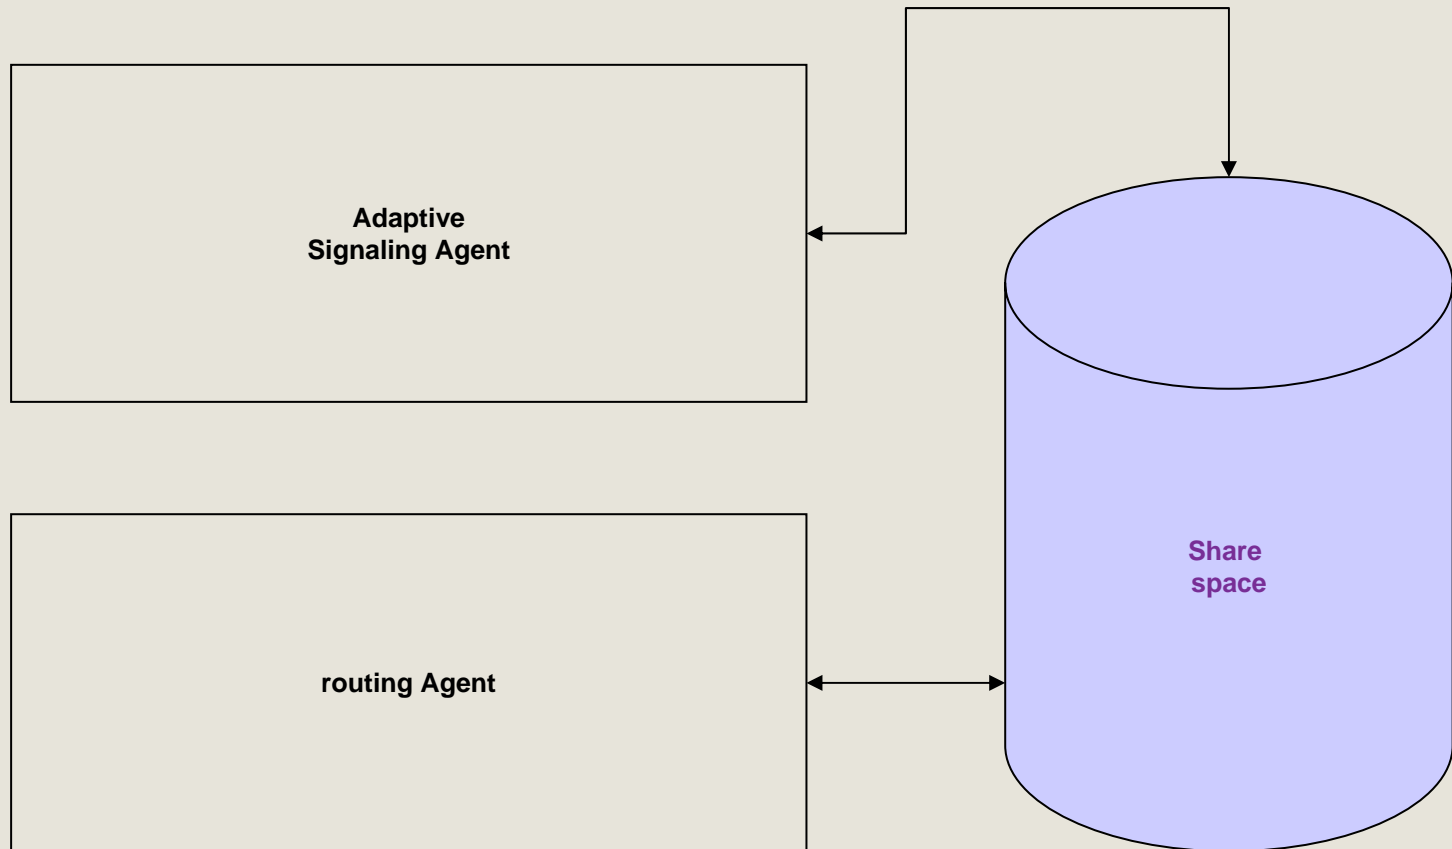 Adaptive
Signaling Agent
Share
space
routing Agent